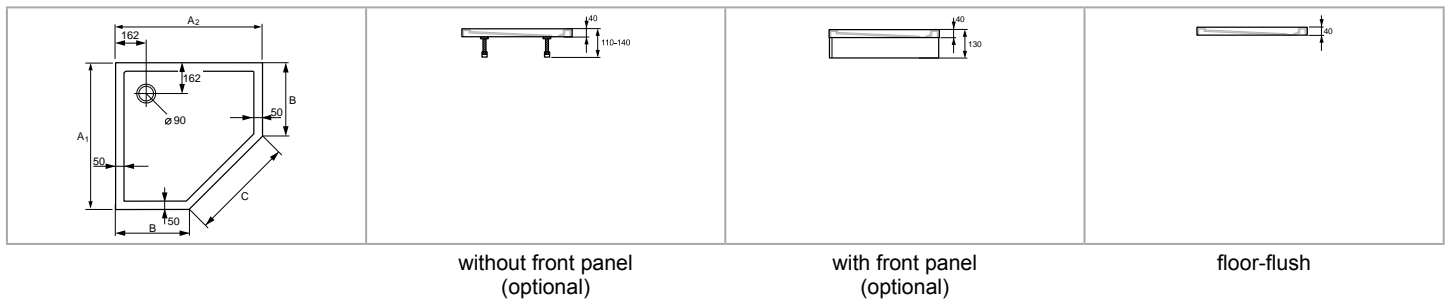 A2
162
162
B
ø 90
50
A1
50
C
50
B
40
110-140
40
130
40
without front panel
(optional)
with front panel
(optional)
floor-flush